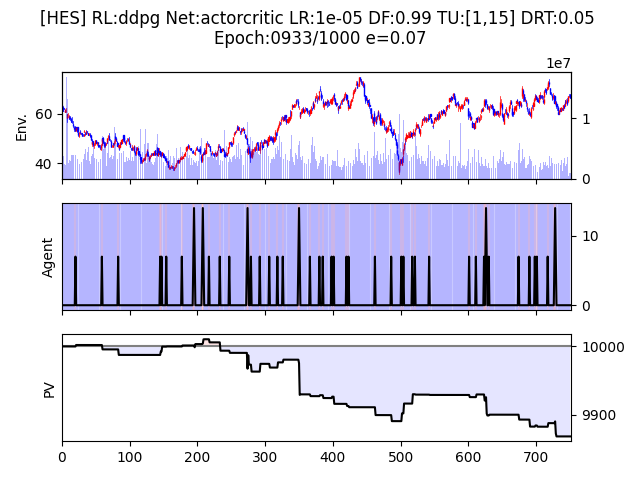 [HES] RL:ddpg Net:actorcritic LR:1e-05 DF:0.99 TU:[1,15] DRT:0.05
Epoch:0933/1000 e=0.07
1e7
Env.
60
40
1
0
Agent
10
0
PV
10000
9900
0 100 200 300 400 500 600 700